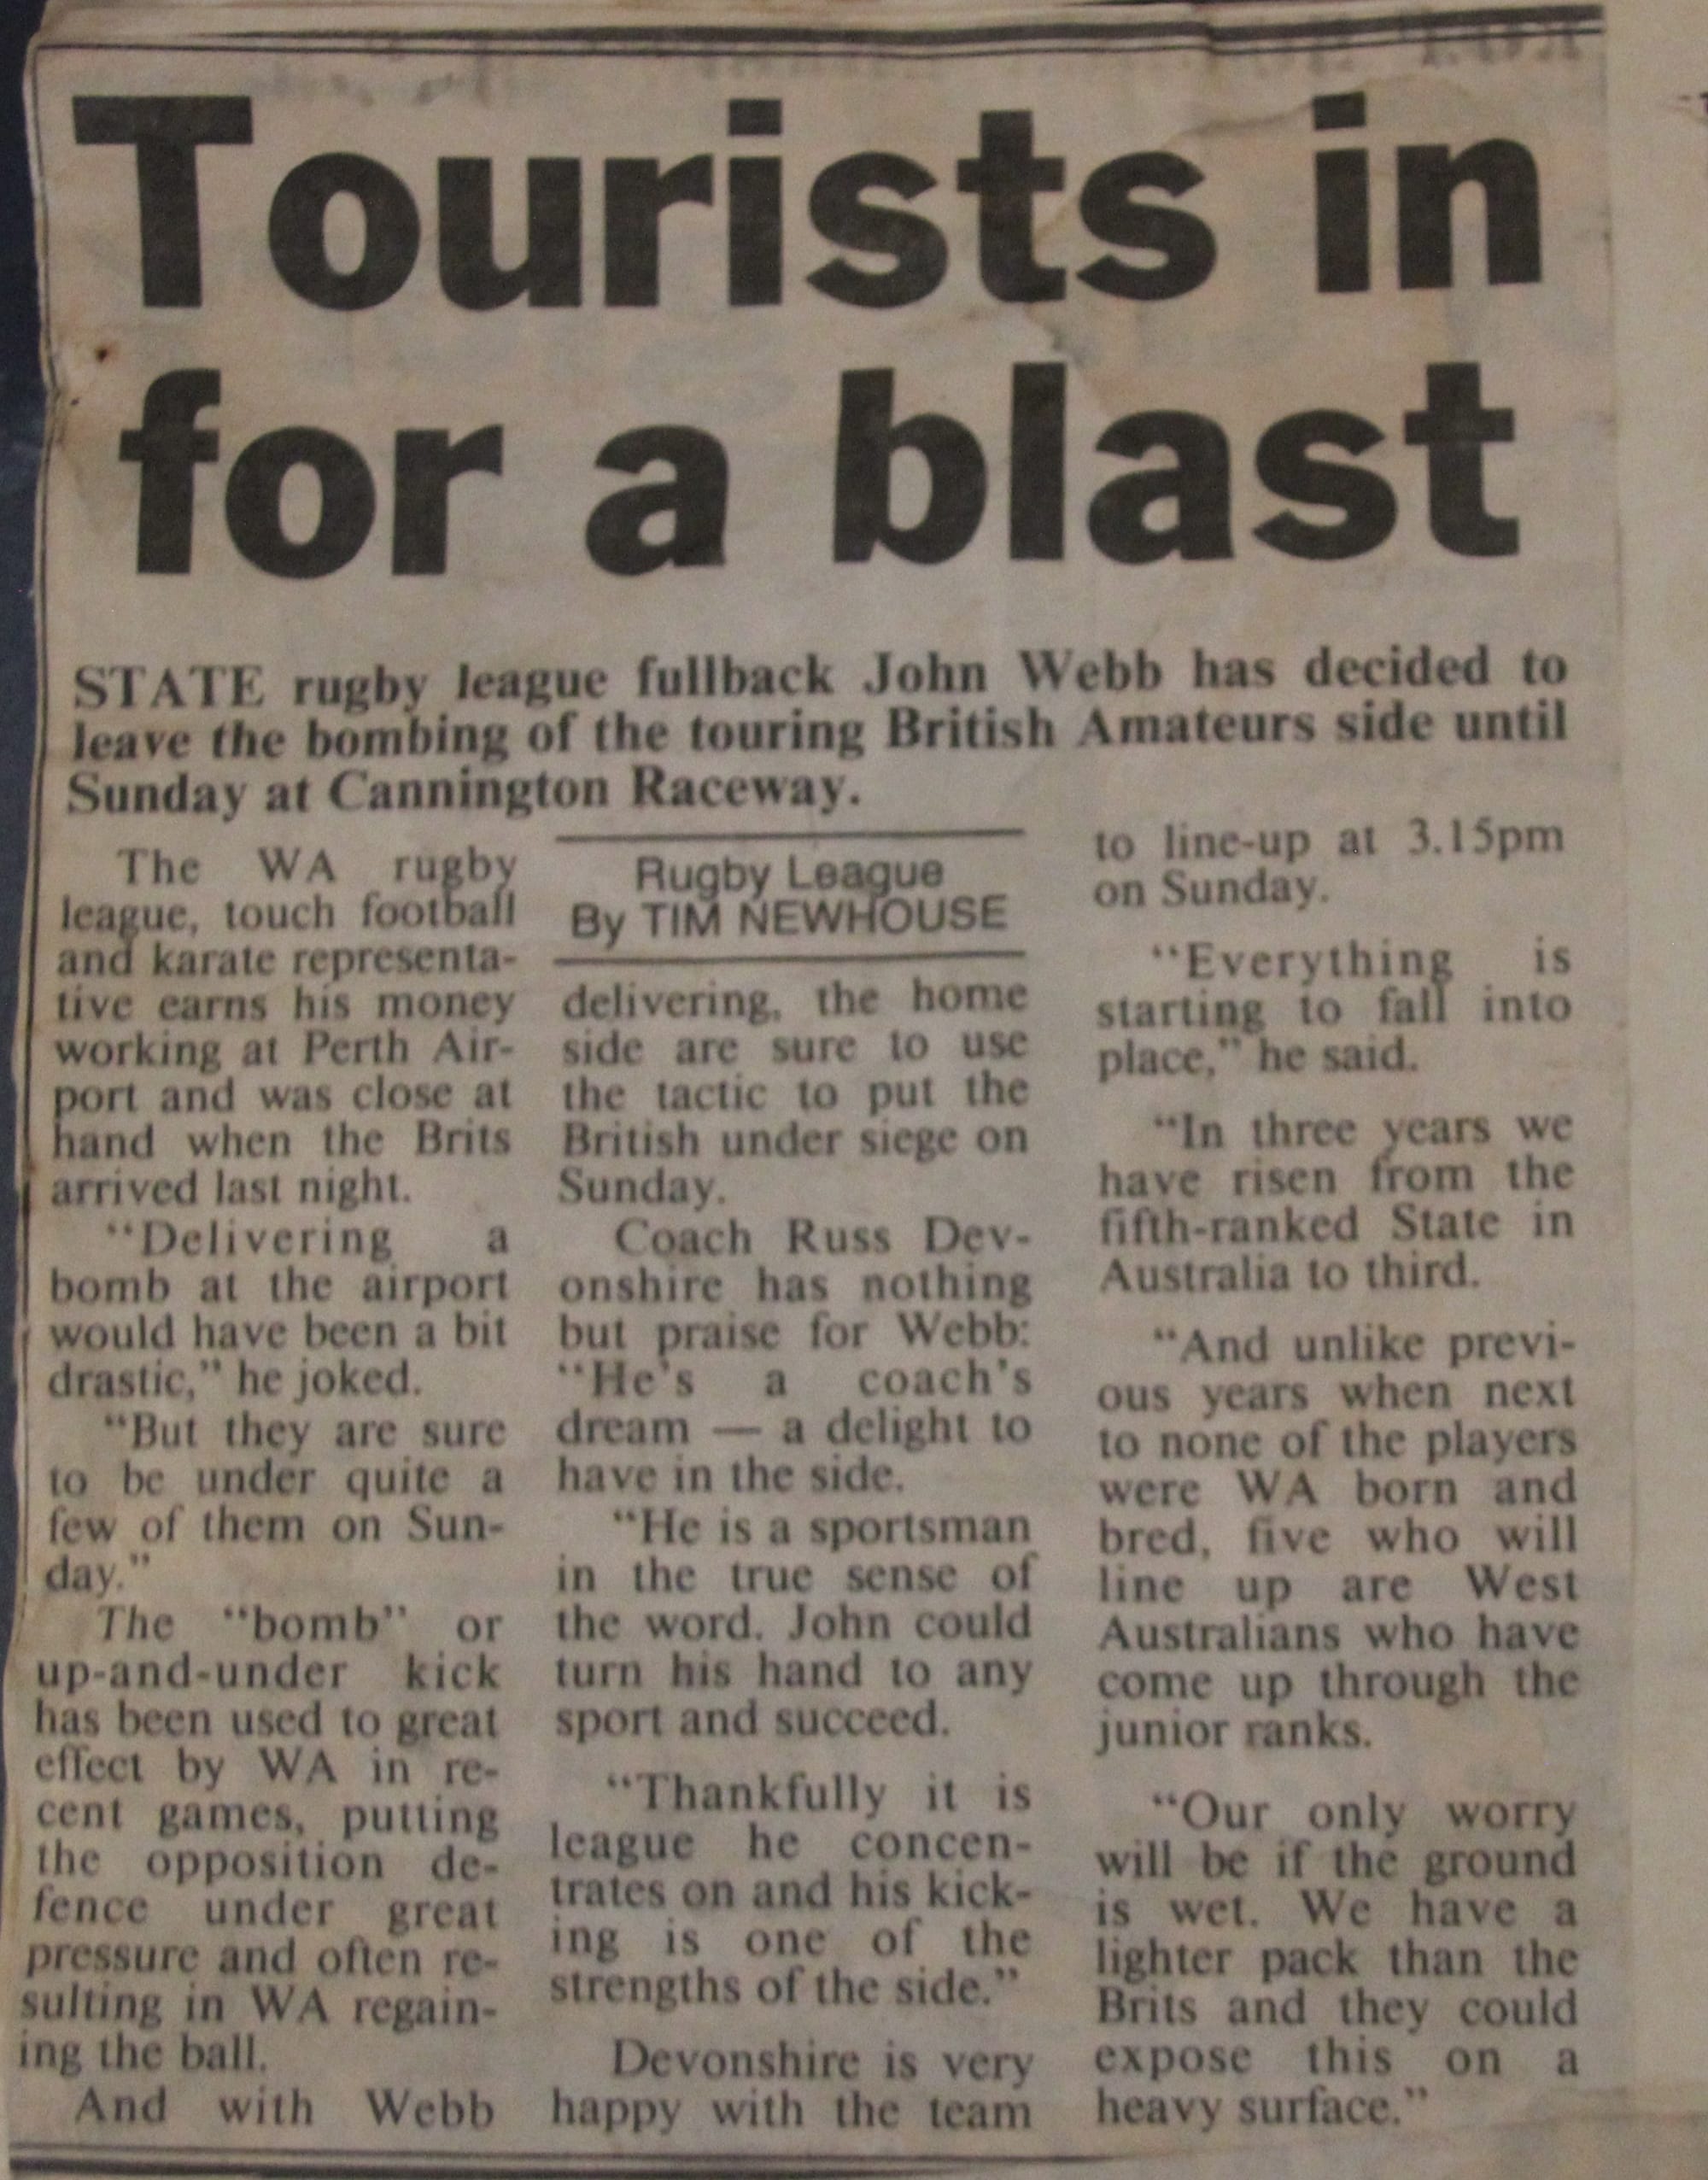 Tourists in
for a blast
STATE rugby league fullback John Webb has decided to
leave the bombing of the touring British Amateurs side until
Sunday at Cannington Raceway.
The WA rugby
league, touch football
and karate representa-
tive earns his money
working at Perth Air-
port and was close at
hand when the Brits
arrived last night.
“Delivering a
bomb at the airport
would have been a bit
drastic,” he joked.
“But they are sure
to be under quite a
few of them on Sun-
day.”
The “bomb” or
up-and-under kick
has been used to great
effect by WA in re-
cent games, putting
the opposition de-
fence under great
pressure and often re-
sulting in WA regain-
ing the ball.
And with Webb
Rugby League
By TIM NEWHOUSE
delivering, the home
side are sure to use
the tactic to put the
British under siege on
Sunday.
Coach Russ Dev-
onshire has nothing
but praise for Webb:
“He's a coach's
dream — a delight to
have in the side.
“He is a sportsman
in the true sense of
the word. John could
turn his hand to any
sport and succeed.
“Thankfully it is
league he concen-
trates on and his kick-
ing is one of the
strengths of the side.”
Devonshire is very
happy with the team
to line-up at 3.15pm
on Sunday.
“Everything is
starting to fall into
place,” he said.
“In three years we
have risen from the
fifth-ranked State in
Australia to third.
“And unlike previ-
ous years when next
to none of the players
were WA born and
bred, five who will
line up are West
Australians who have
come up through the
junior ranks.
“Our only worry
will be if the ground
is wet. We have a
lighter pack than the
Brits and they could
expose this on a
heavy surface.”